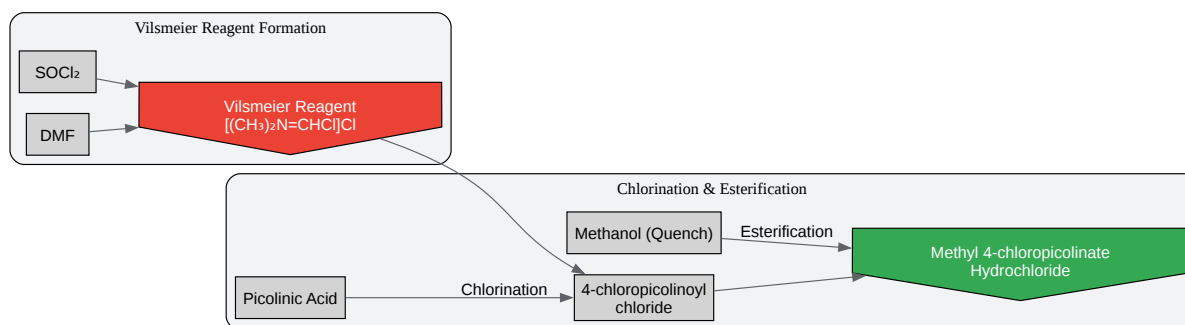 Vilsmeier Reagent Formation
SOCl₂
Vilsmeier Reagent
[(CH₃)₂N=CHCl]Cl
DMF
Chlorination & Esterification
Methanol (Quench)
Esterification
Methyl 4-chloropicolinate
Hydrochloride
Picolinic Acid
Chlorination
4-chloropicolinoyl
chloride